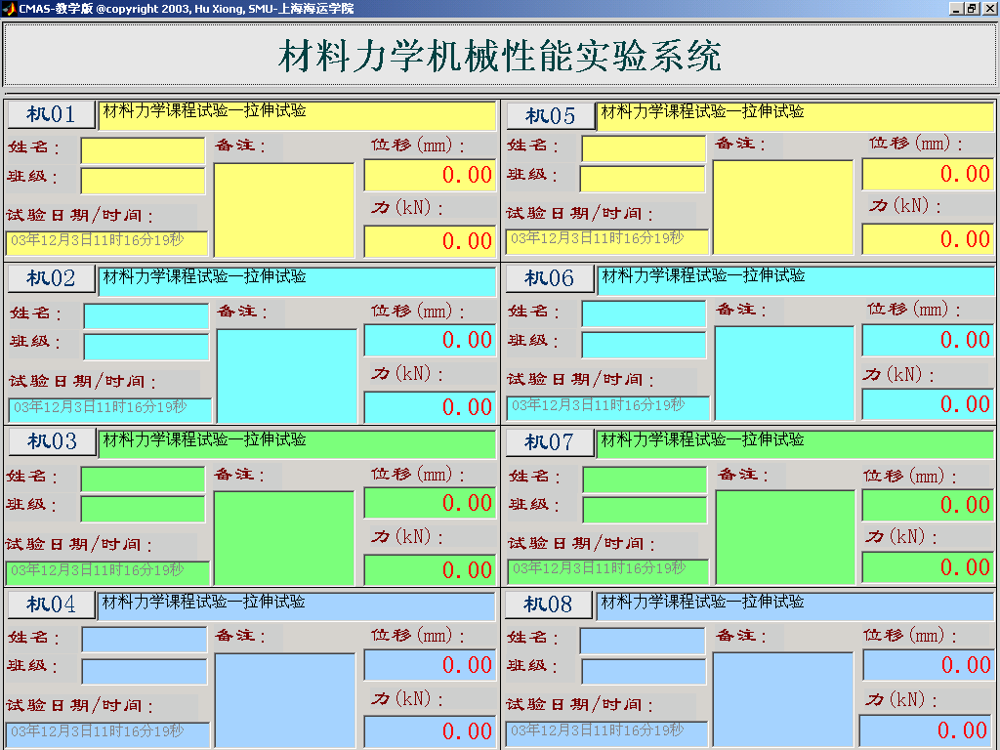 CMAS-教学版 @copyright 2003, Hu Xiong, SMU-上海海运学院
材料力学机械性能实验系统
机01 材料力学课程试验—拉伸试验
姓名： 备注： 位移(mm)：
班级： 0.00
试验日期/时间： 力(kN)：
03年12月3日11时16分19秒 0.00
机05 材料力学课程试验—拉伸试验
姓名： 备注： 位移(mm)：
班级： 0.00
试验日期/时间： 力(kN)：
03年12月3日11时16分19秒 0.00
机02 材料力学课程试验—拉伸试验
姓名： 备注： 位移(mm)：
班级： 0.00
试验日期/时间： 力(kN)：
03年12月3日11时16分19秒 0.00
机06 材料力学课程试验—拉伸试验
姓名： 备注： 位移(mm)：
班级： 0.00
试验日期/时间： 力(kN)：
03年12月3日11时16分19秒 0.00
机03 材料力学课程试验—拉伸试验
姓名： 备注： 位移(mm)：
班级： 0.00
试验日期/时间： 力(kN)：
03年12月3日11时16分19秒 0.00
机07 材料力学课程试验—拉伸试验
姓名： 备注： 位移(mm)：
班级： 0.00
试验日期/时间： 力(kN)：
03年12月3日11时16分19秒 0.00
机04 材料力学课程试验—拉伸试验
姓名： 备注： 位移(mm)：
班级： 0.00
试验日期/时间： 力(kN)：
03年12月3日11时16分19秒 0.00
机08 材料力学课程试验—拉伸试验
姓名： 备注： 位移(mm)：
班级： 0.00
试验日期/时间： 力(kN)：
03年12月3日11时16分19秒 0.00